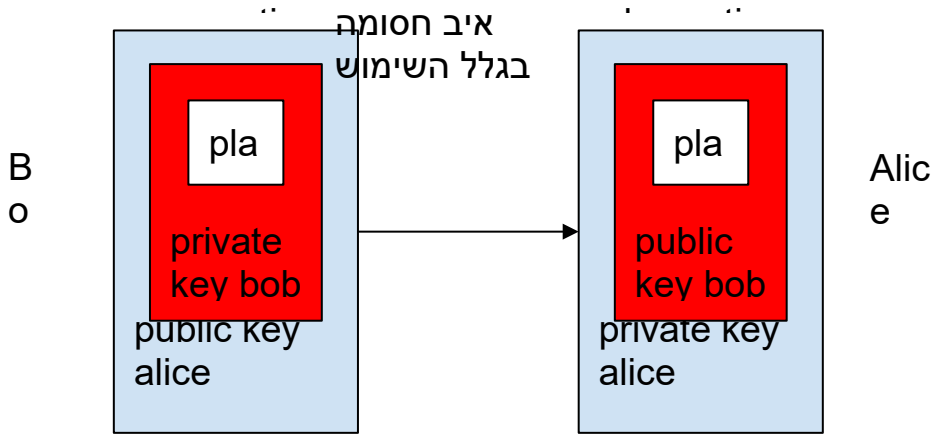 איב חסומה
בגלל השימוש
B
o
pla
private
key bob
public key
alice
pla
public
key bob
private key
alice
Alic
e